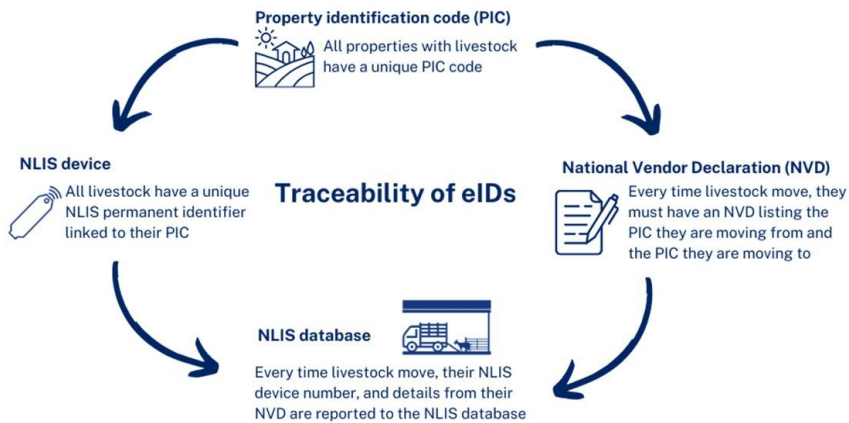 Property identification code (PIC)
All properties with livestock
have a unique PIC code
NLIS device
All livestock have a unique
NLIS permanent identifier
linked to their PIC
Traceability of eIDs
National Vendor Declaration (NVD)
Every time livestock move, they
must have an NVD listing the
PIC they are moving from and
the PIC they are moving to
NLIS database
Every time livestock move, their NLIS
device number, and details from their
NVD are reported to the NLIS database